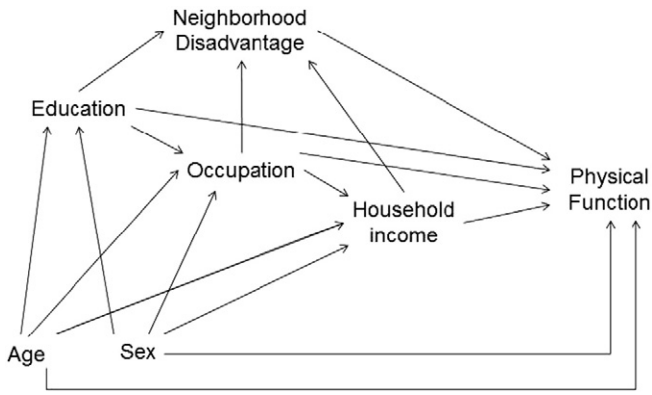 Neighborhood
Disadvantage
Education
Occupation
Physical
Function
Household
income
Age
Sex